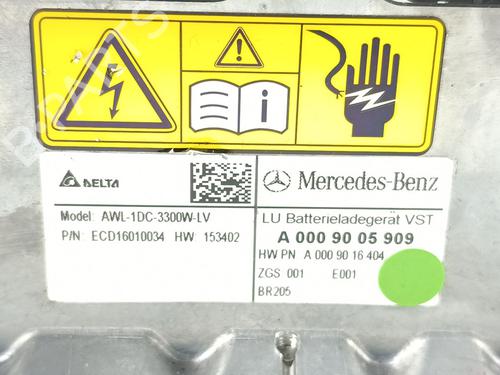 DELTA
Model: AWL-1DC-3300W-LV
P/N: ECD16010034 HW: 153402
Mercedes-Benz
LU Batterieladegerät VST
A 000 90 05 909
HW PN A 000 90 16 404
ZGS 001 E001
BR205